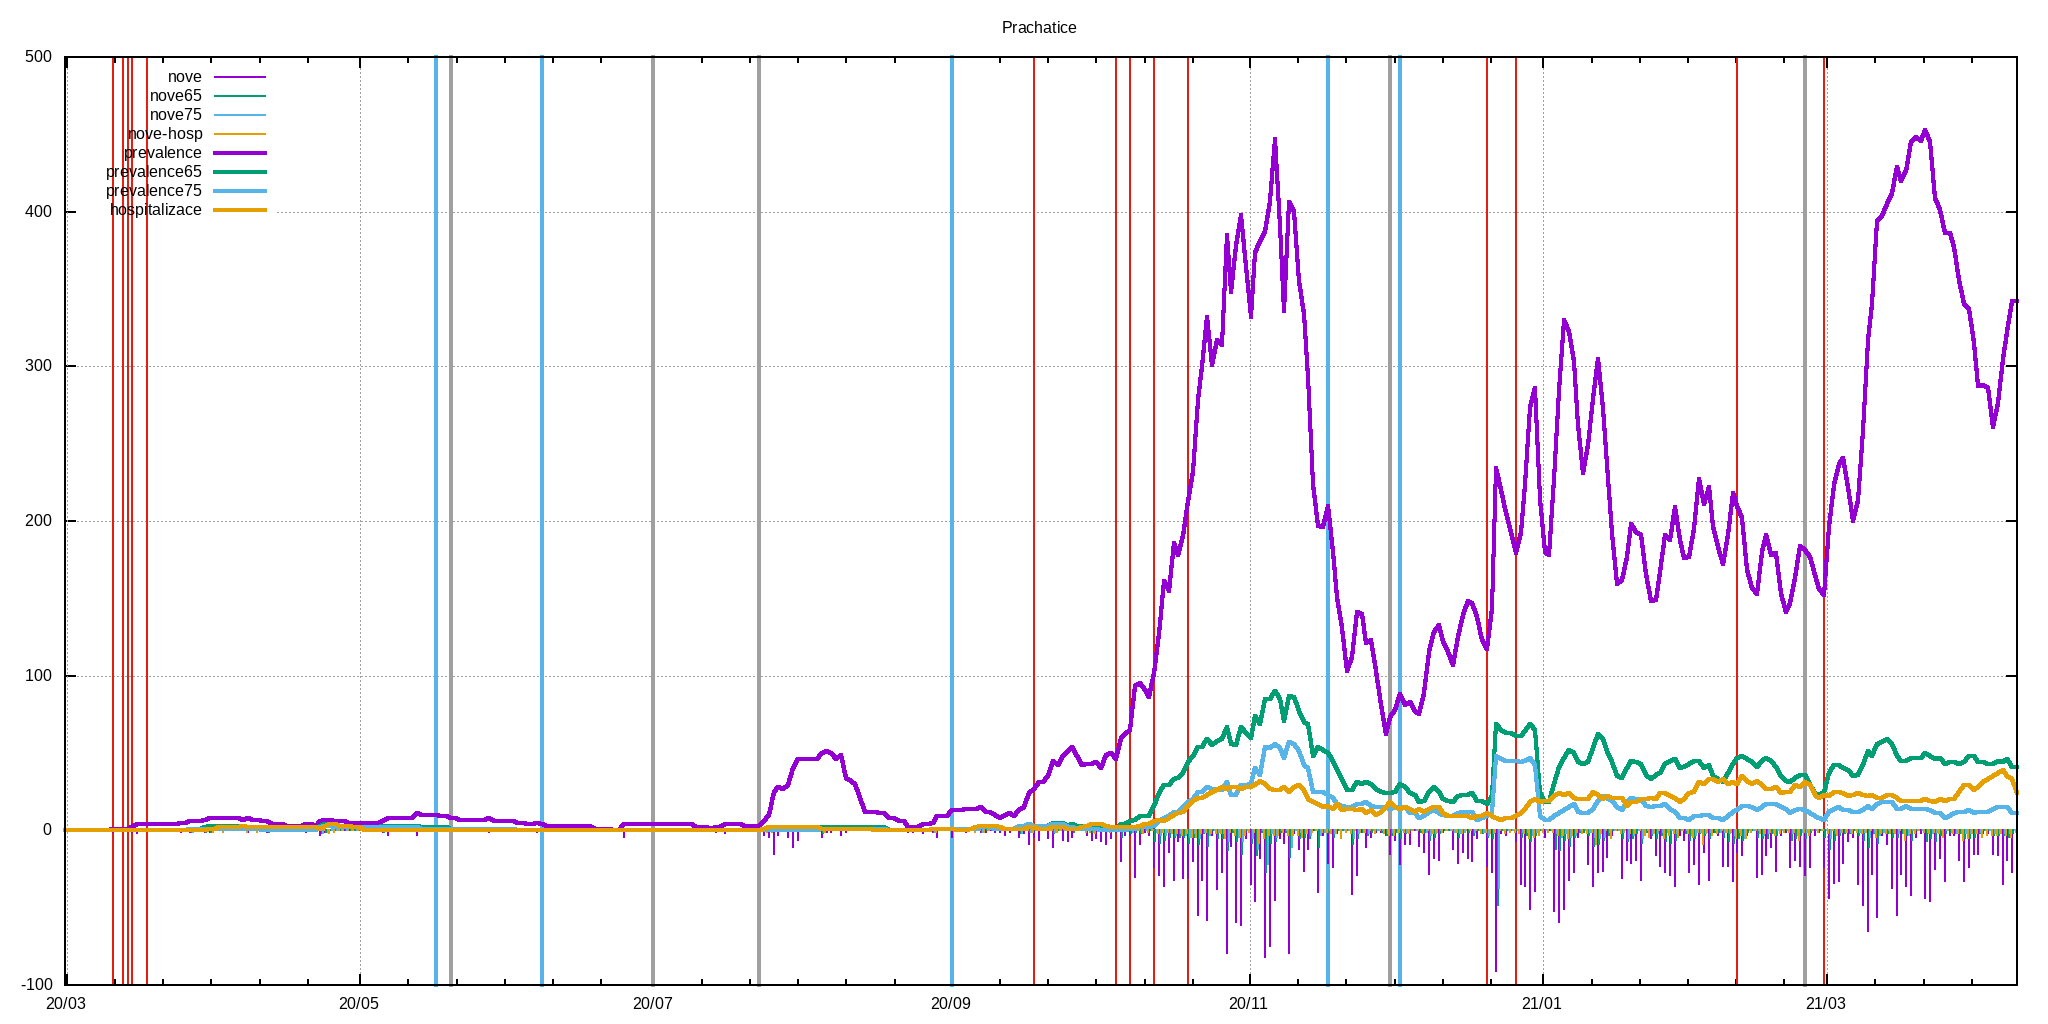 Prachatice
500
400
300
200
100
0
-100
nove
nove65
nove75
nove-hosp
prevalence
prevalence65
prevalence75
hospitalizace
20/03 20/05 20/07 20/09 20/11 21/01 21/03